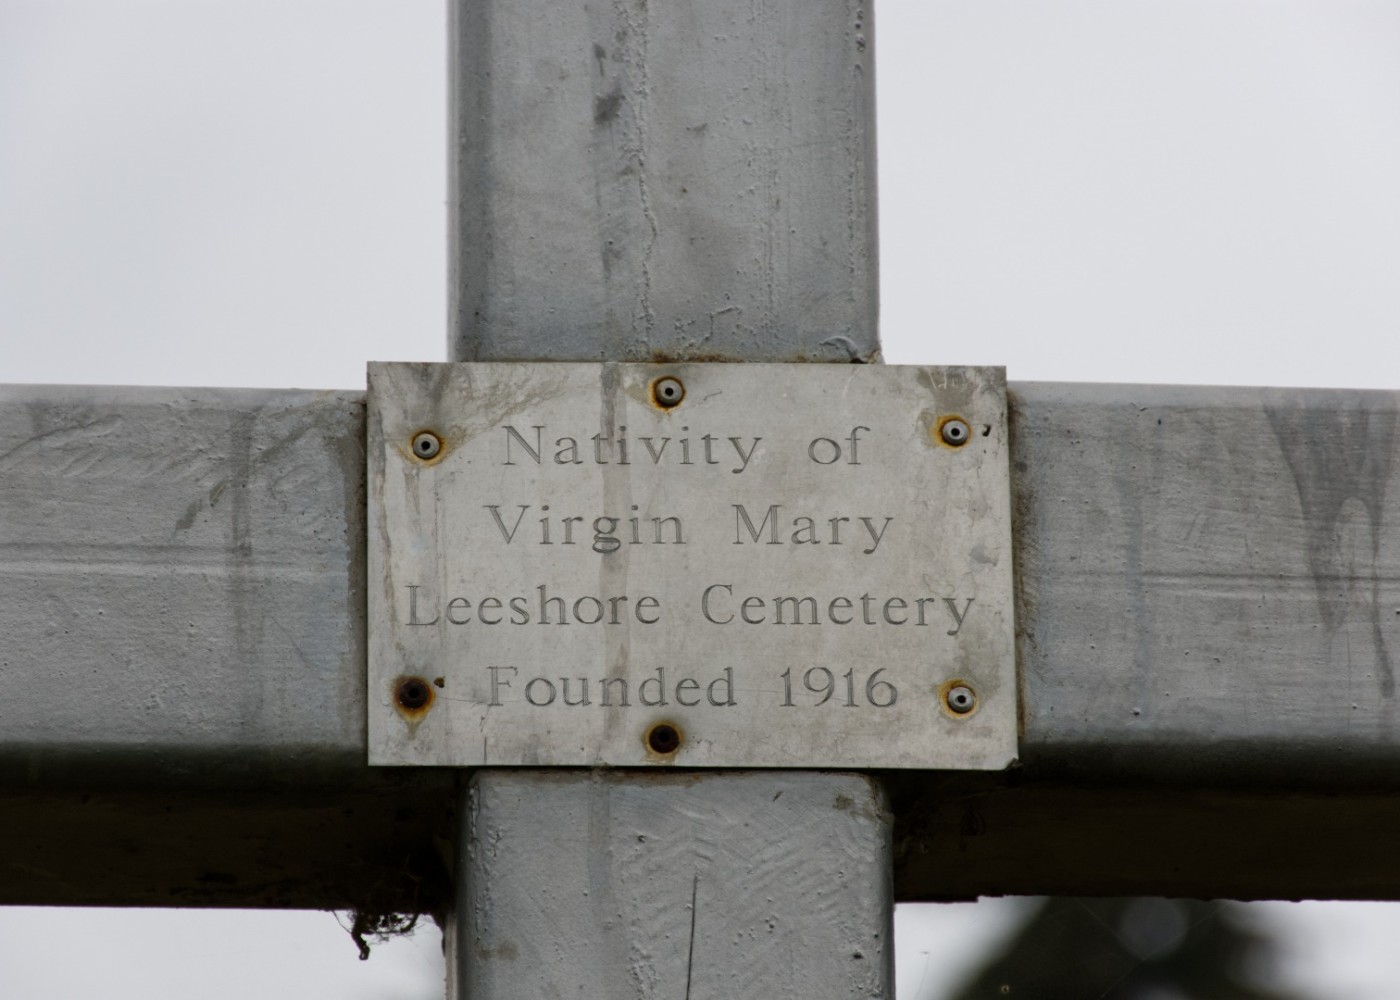 Nativity of
Virgin Mary
Leeshore Cemetery
Founded 1916